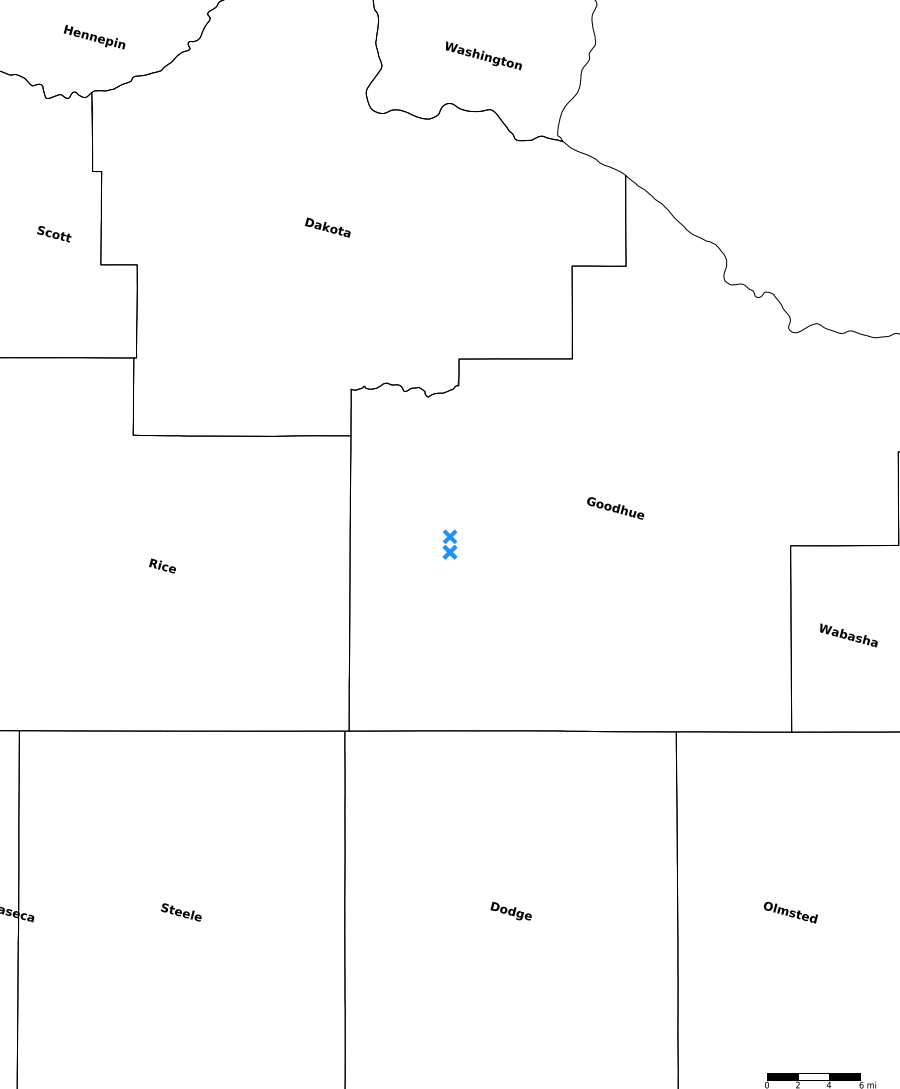 Hennepin
Washington
Scott
Dakota
Goodhue
Rice
Wabasha
aseca
Steele
Dodge
Olmsted
0 2 4 6 mi